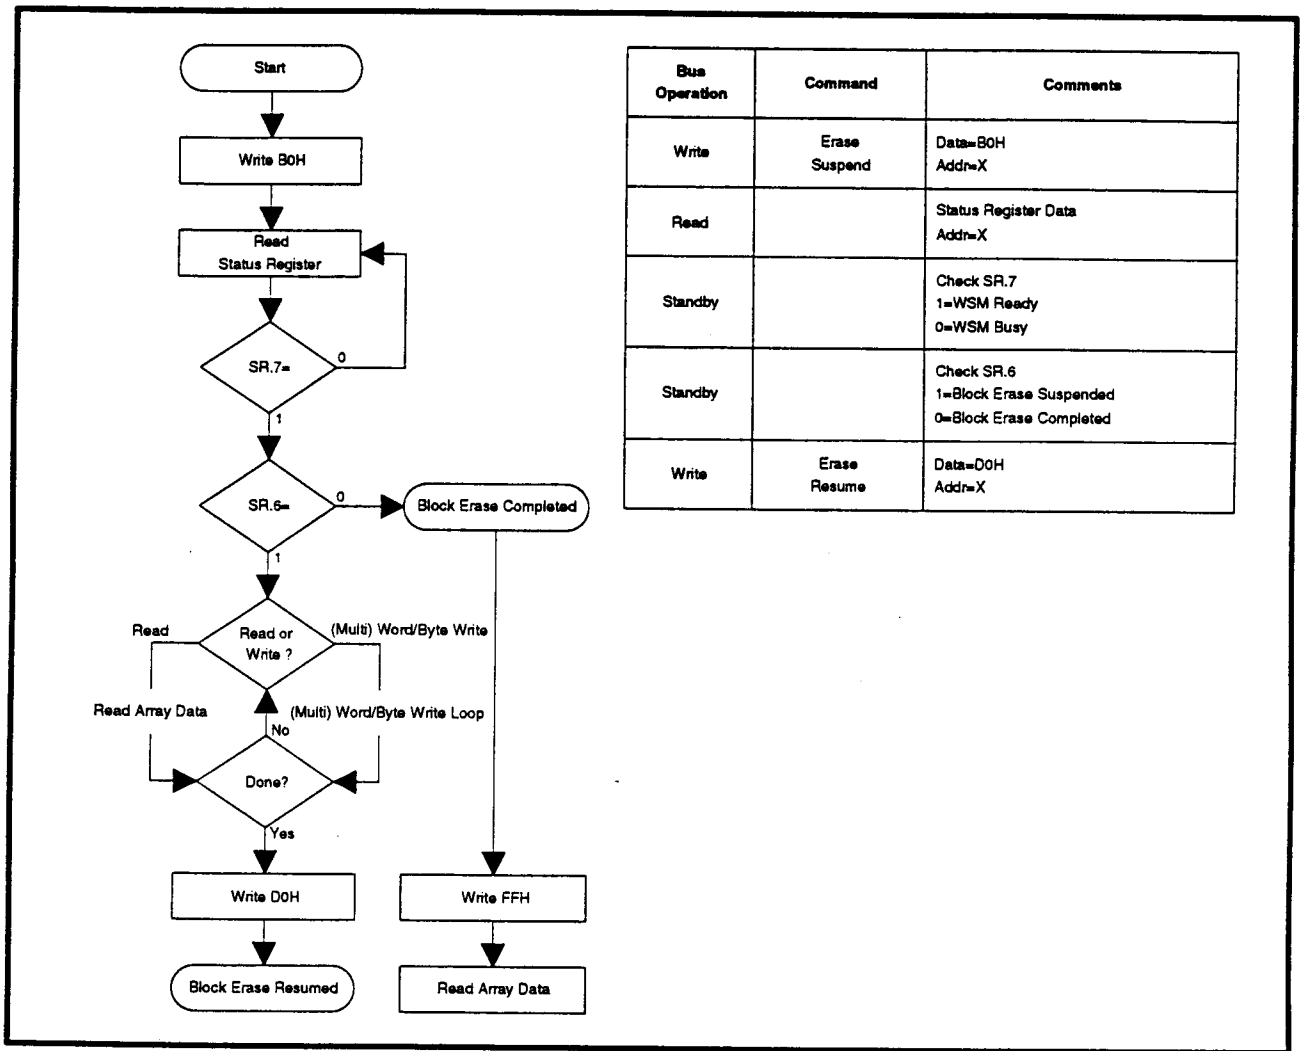 Start
Write B0H
Read
Status Register
SR.7=
0
1
SR.6=
0
Block Erase Completed
1
Read or
Write ?
Read
(Multi) Word/Byte Write
Read Array Data
(Multi) Word/Byte Write Loop
No
Done?
Yes
Write D0H
Write FFH
Block Erase Resumed
Read Array Data
Bus
Operation
Command
Comments
Write
Erase
Suspend
Data=B0H
Addr=X
Read
Status Register Data
Addr=X
Standby
Check SR.7
1=WSM Ready
0=WSM Busy
Standby
Check SR.6
1=Block Erase Suspended
0=Block Erase Completed
Write
Erase
Resume
Data=D0H
Addr=X